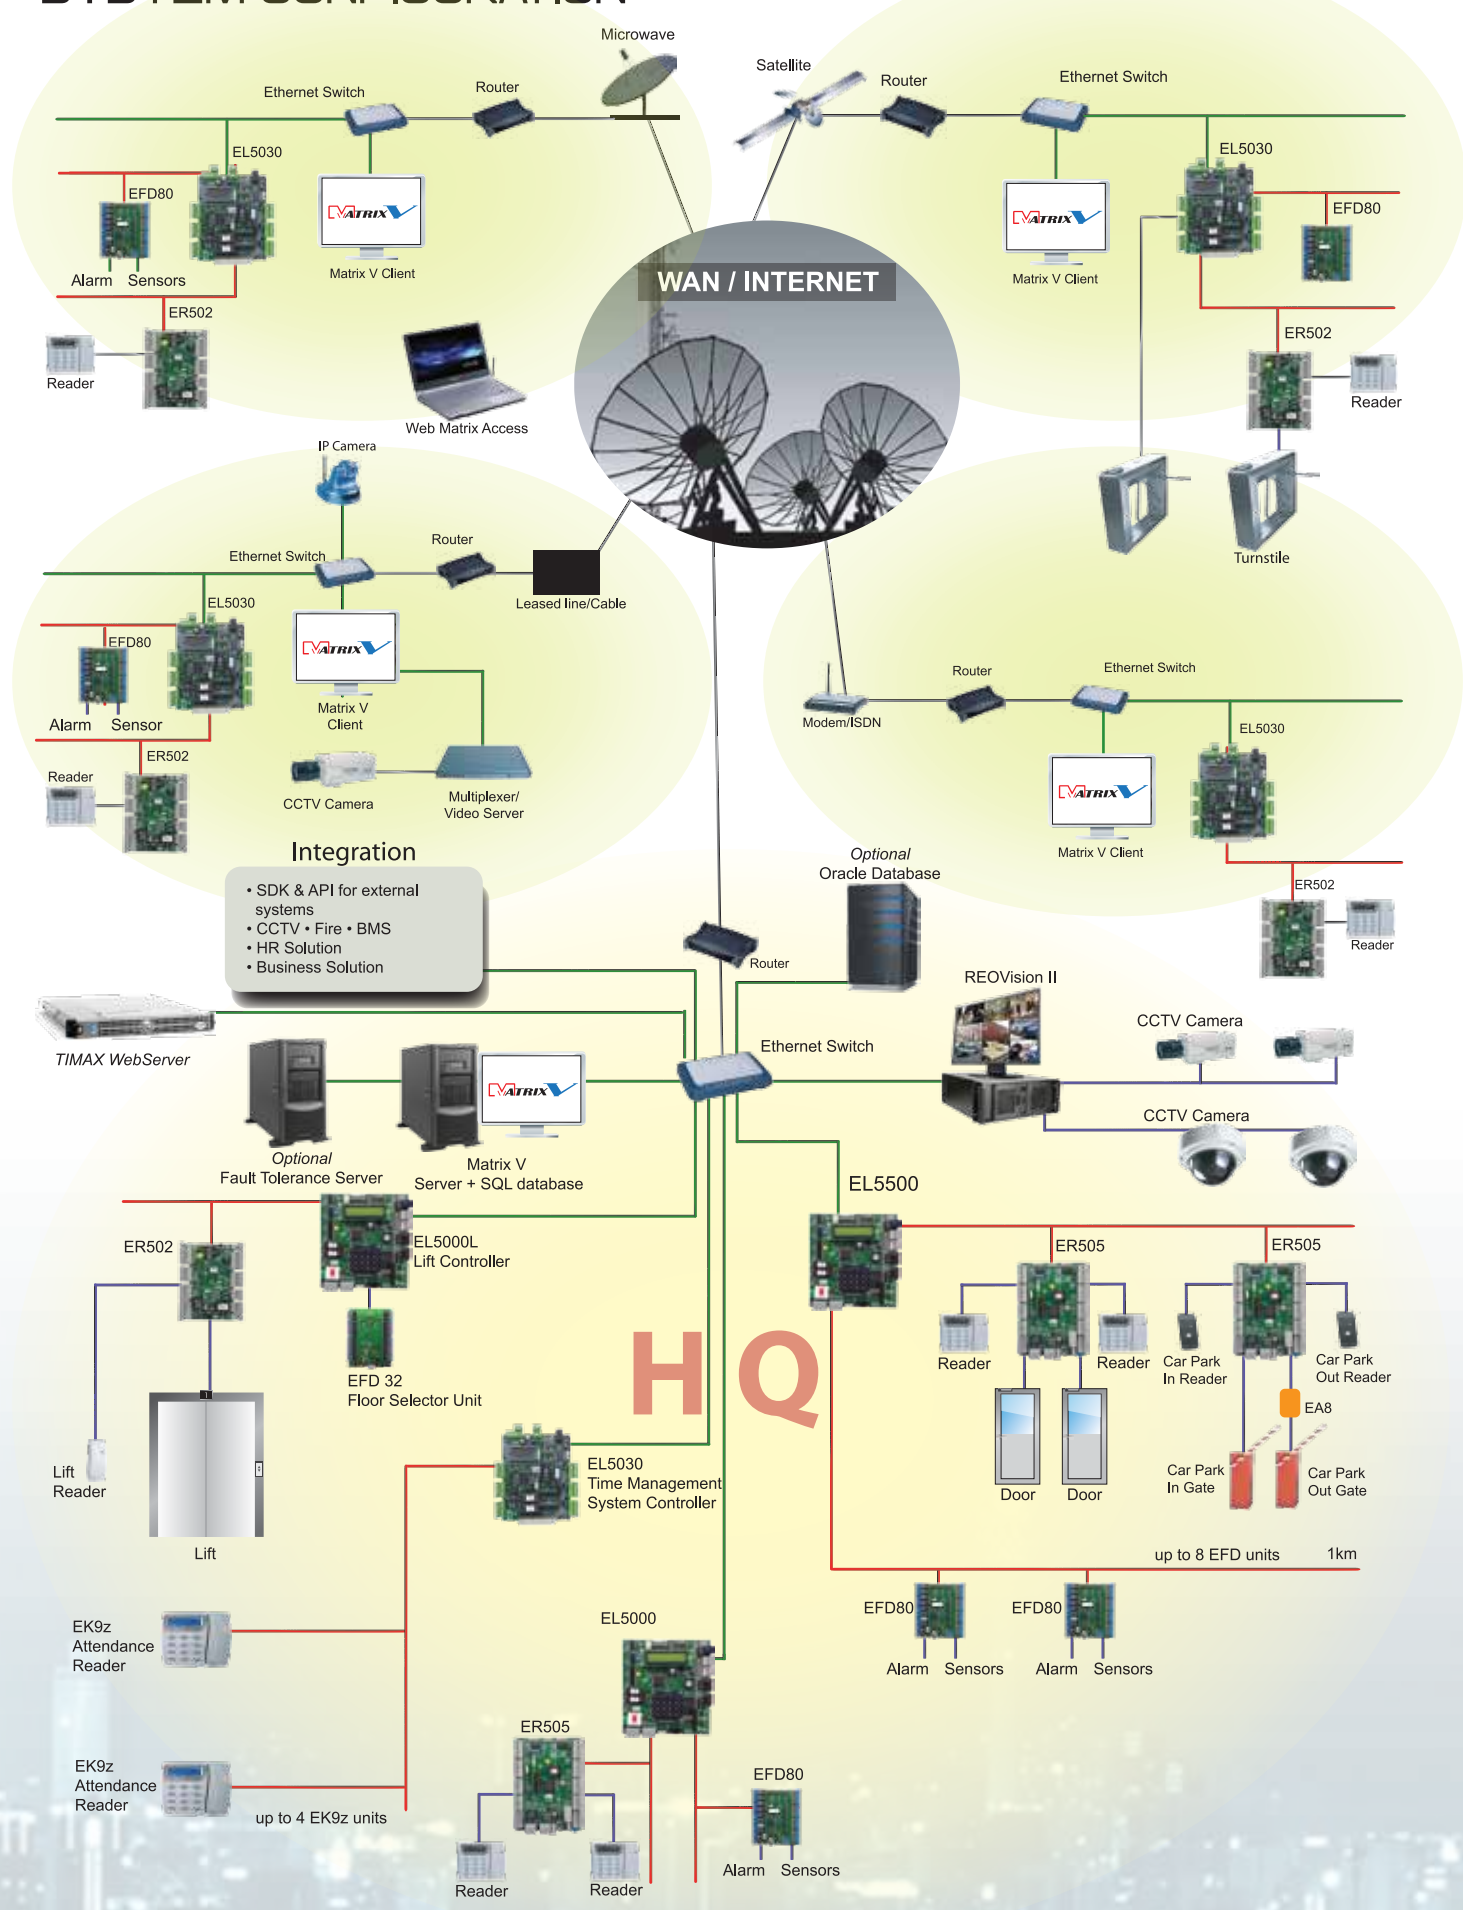 SYSTEM CONFIGURATION
Microwave
Satellite
Router
Ethernet Switch
Router
Ethernet Switch
EL5030
EFD80
MATRIX V
Matrix V Client
Alarm
Sensors
ER502
Reader
WAN / INTERNET
Web Matrix Access
EL5030
EFD80
MATRIX V
Matrix V Client
ER502
Reader
Turnstile
IP Camera
Ethernet Switch
Router
Leased line/Cable
EL5030
EFD80
MATRIX V
Matrix V
Client
Alarm
Sensor
ER502
Reader
CCTV Camera
Multiplexer/
Video Server
Modem/ISDN
Router
Ethernet Switch
EL5030
MATRIX V
Matrix V Client
ER502
Reader
Integration
• SDK & API for external
systems
• CCTV • Fire • BMS
• HR Solution
• Business Solution
Optional
Oracle Database
Router
REOVision II
CCTV Camera
Ethernet Switch
TIMAX WebServer
MATRIX V
CCTV Camera
Optional
Fault Tolerance Server
Matrix V
Server + SQL database
EL5500
ER502
EL5000L
Lift Controller
ER505
ER505
EFD 32
Floor Selector Unit
HQ
Reader
Reader
Car Park
In Reader
Car Park
Out Reader
EA8
Door
Door
Car Park
In Gate
Car Park
Out Gate
Lift
Reader
Lift
EL5030
Time Management
System Controller
up to 8 EFD units
1km
EFD80
EFD80
Alarm
Sensors
Alarm
Sensors
EK9z
Attendance
Reader
EL5000
ER505
EFD80
EK9z
Attendance
Reader
up to 4 EK9z units
Reader
Reader
Alarm
Sensors